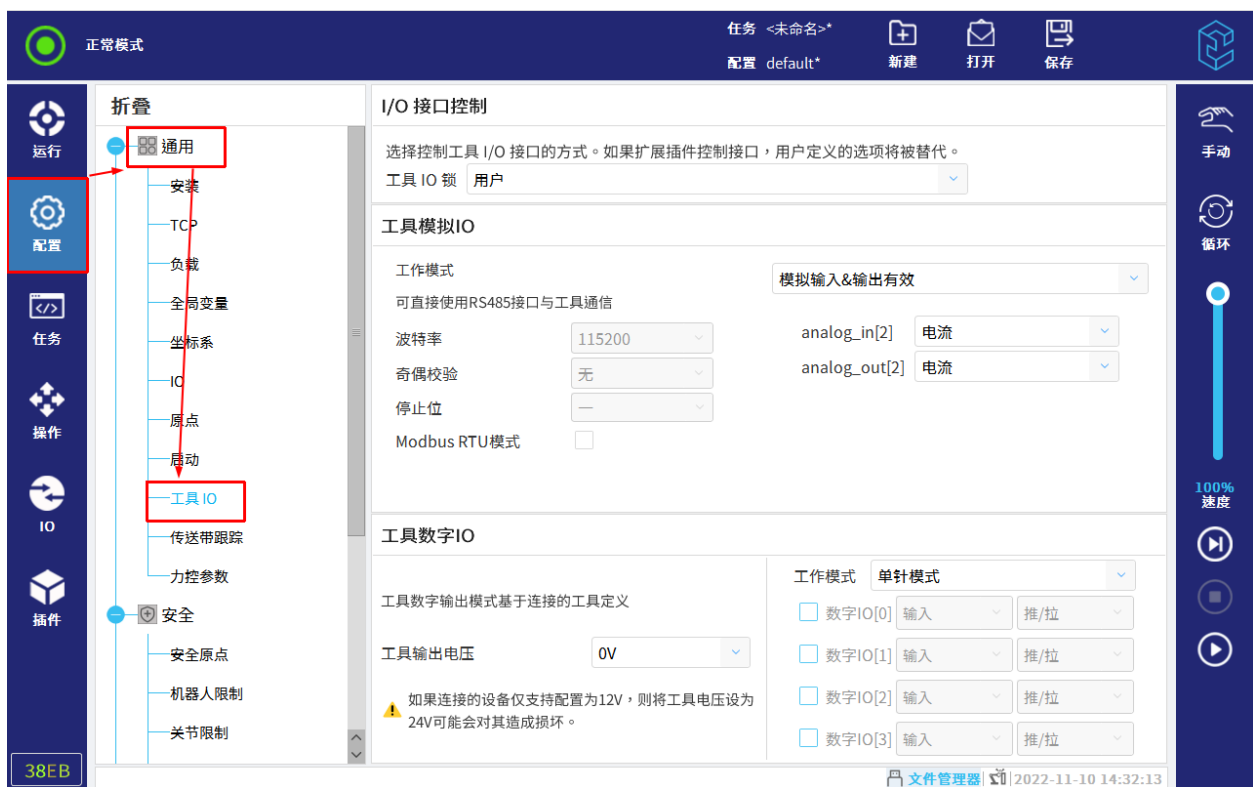 正常模式
任务 <未命名>*
配置 default*
新建
打开
保存
运行
配置
任务
操作
IO
插件
38EB
折叠
通用
安装
TCP
负载
全局变量
坐标系
IO
原点
启动
工具 IO
传送带跟踪
力控参数
安全
安全原点
机器人限制
关节限制
I/O 接口控制
选择控制工具 I/O 接口的方式。如果扩展插件控制接口，用户定义的选项将被替代。
工具 IO 锁 用户
工具模拟IO
工作模式
模拟输入&输出有效
可直接使用RS485接口与工具通信
波特率 115200
analog_in[2] 电流
奇偶校验 无
analog_out[2] 电流
停止位 一
Modbus RTU模式
工具数字IO
工具数字输出模式基于连接的工具定义
工具输出电压 0V
如果连接的设备仅支持配置为12V，则将工具电压设为
24V可能会对其造成损坏。
工作模式 单针模式
数字IO[0] 输入 推/拉
数字IO[1] 输入 推/拉
数字IO[2] 输入 推/拉
数字IO[3] 输入 推/拉
手动
循环
100%
速度
文件管理器 2022-11-10 14:32:13